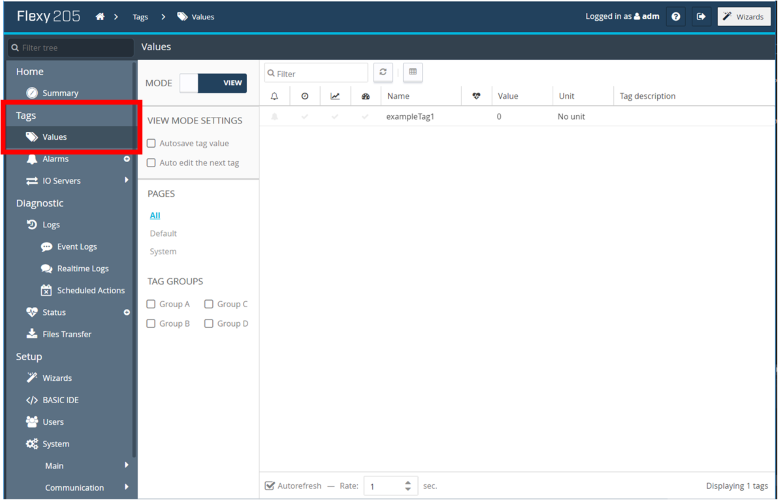 Flexy 205 Tags Values Logged in as adm Wizards
Filter tree Values
Home
Summary
Tags
Values
Alarms
IO Servers
Diagnostic
Logs
Event Logs
Realtime Logs
Scheduled Actions
Status
Files Transfer
Setup
Wizards
BASIC IDE
Users
System
Main
Communication
MODE VIEW
VIEW MODE SETTINGS
Autosave tag value
Auto edit the next tag
PAGES
All
Default
System
TAG GROUPS
Group A Group C
Group B Group D
Filter
Name Value Unit Tag description
exampleTag1 0 No unit
Autorefresh — Rate: 1 sec. Displaying 1 tags